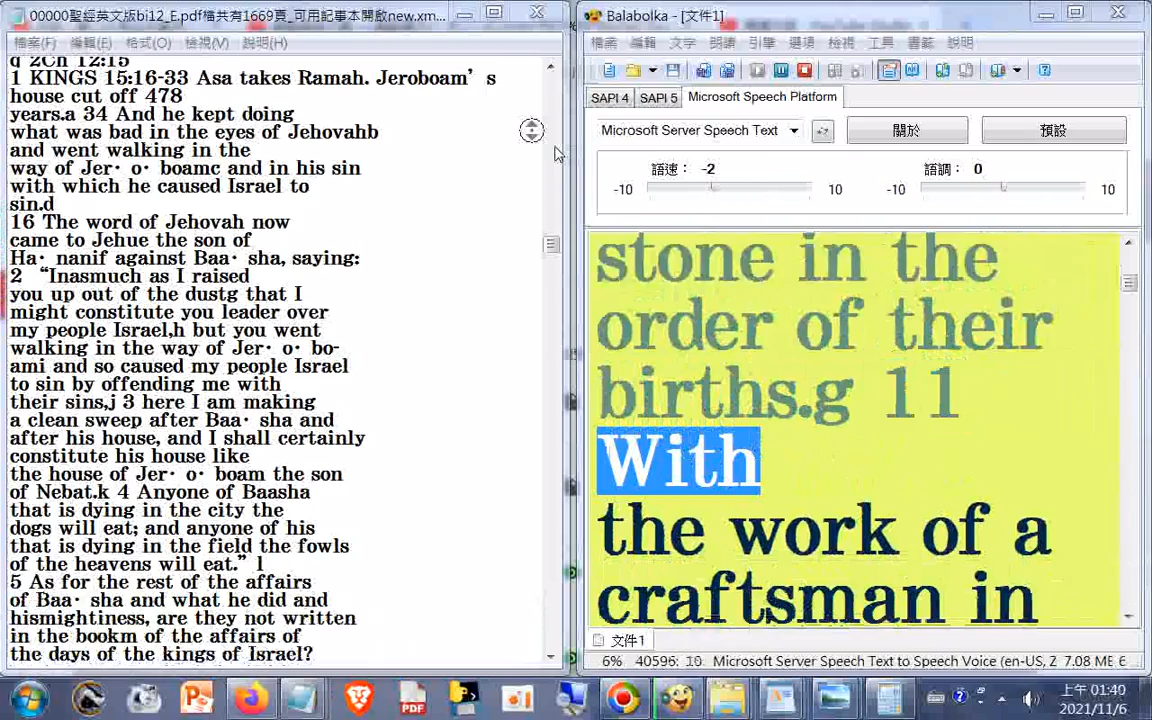 00000聖經英文版bi12_E.pdf檔共有1669頁_可用記事本開啟new.xm...
檔案(F) 編輯(E) 格式(O) 檢視(V) 說明(H)
q 2Ch 12:15
1 KINGS 15:16-33 Asa takes Ramah. Jeroboam’s
house cut off 478
years.a 34 And he kept doing
what was bad in the eyes of Jehovahb
and went walking in the
way of Jer·o·boamc and in his sin
with which he caused Israel to
sin.d
16 The word of Jehovah now
came to Jehue the son of
Ha·nanif against Baa·sha, saying:
2 “Inasmuch as I raised
you up out of the dustg that I
might constitute you leader over
my people Israel,h but you went
walking in the way of Jer·o·bo-
ami and so caused my people Israel
to sin by offending me with
their sins,j 3 here I am making
a clean sweep after Baa·sha and
after his house, and I shall certainly
constitute his house like
the house of Jer·o·boam the son
of Nebat.k 4 Anyone of Baasha
that is dying in the city the
dogs will eat; and anyone of his
that is dying in the field the fowls
of the heavens will eat.” l
5 As for the rest of the affairs
of Baa·sha and what he did and
hismightiness, are they not written
in the bookm of the affairs of
the days of the kings of Israel?
Balabolka - [文件1]
檔案 編輯 文字 朗讀 引擎 選項 檢視 工具 書籤 說明
SAPI 4 SAPI 5 Microsoft Speech Platform
Microsoft Server Speech Text 關於 預設
語速： -2 語調： 0
-10 10 -10 10
stone in the
order of their
births.g 11
With
the work of a
craftsman in
文件1
6% 40596: 10 Microsoft Server Speech Text to Speech Voice (en-US, 2 7.08 MB 6
PDF
上午 01:40
2021/11/6